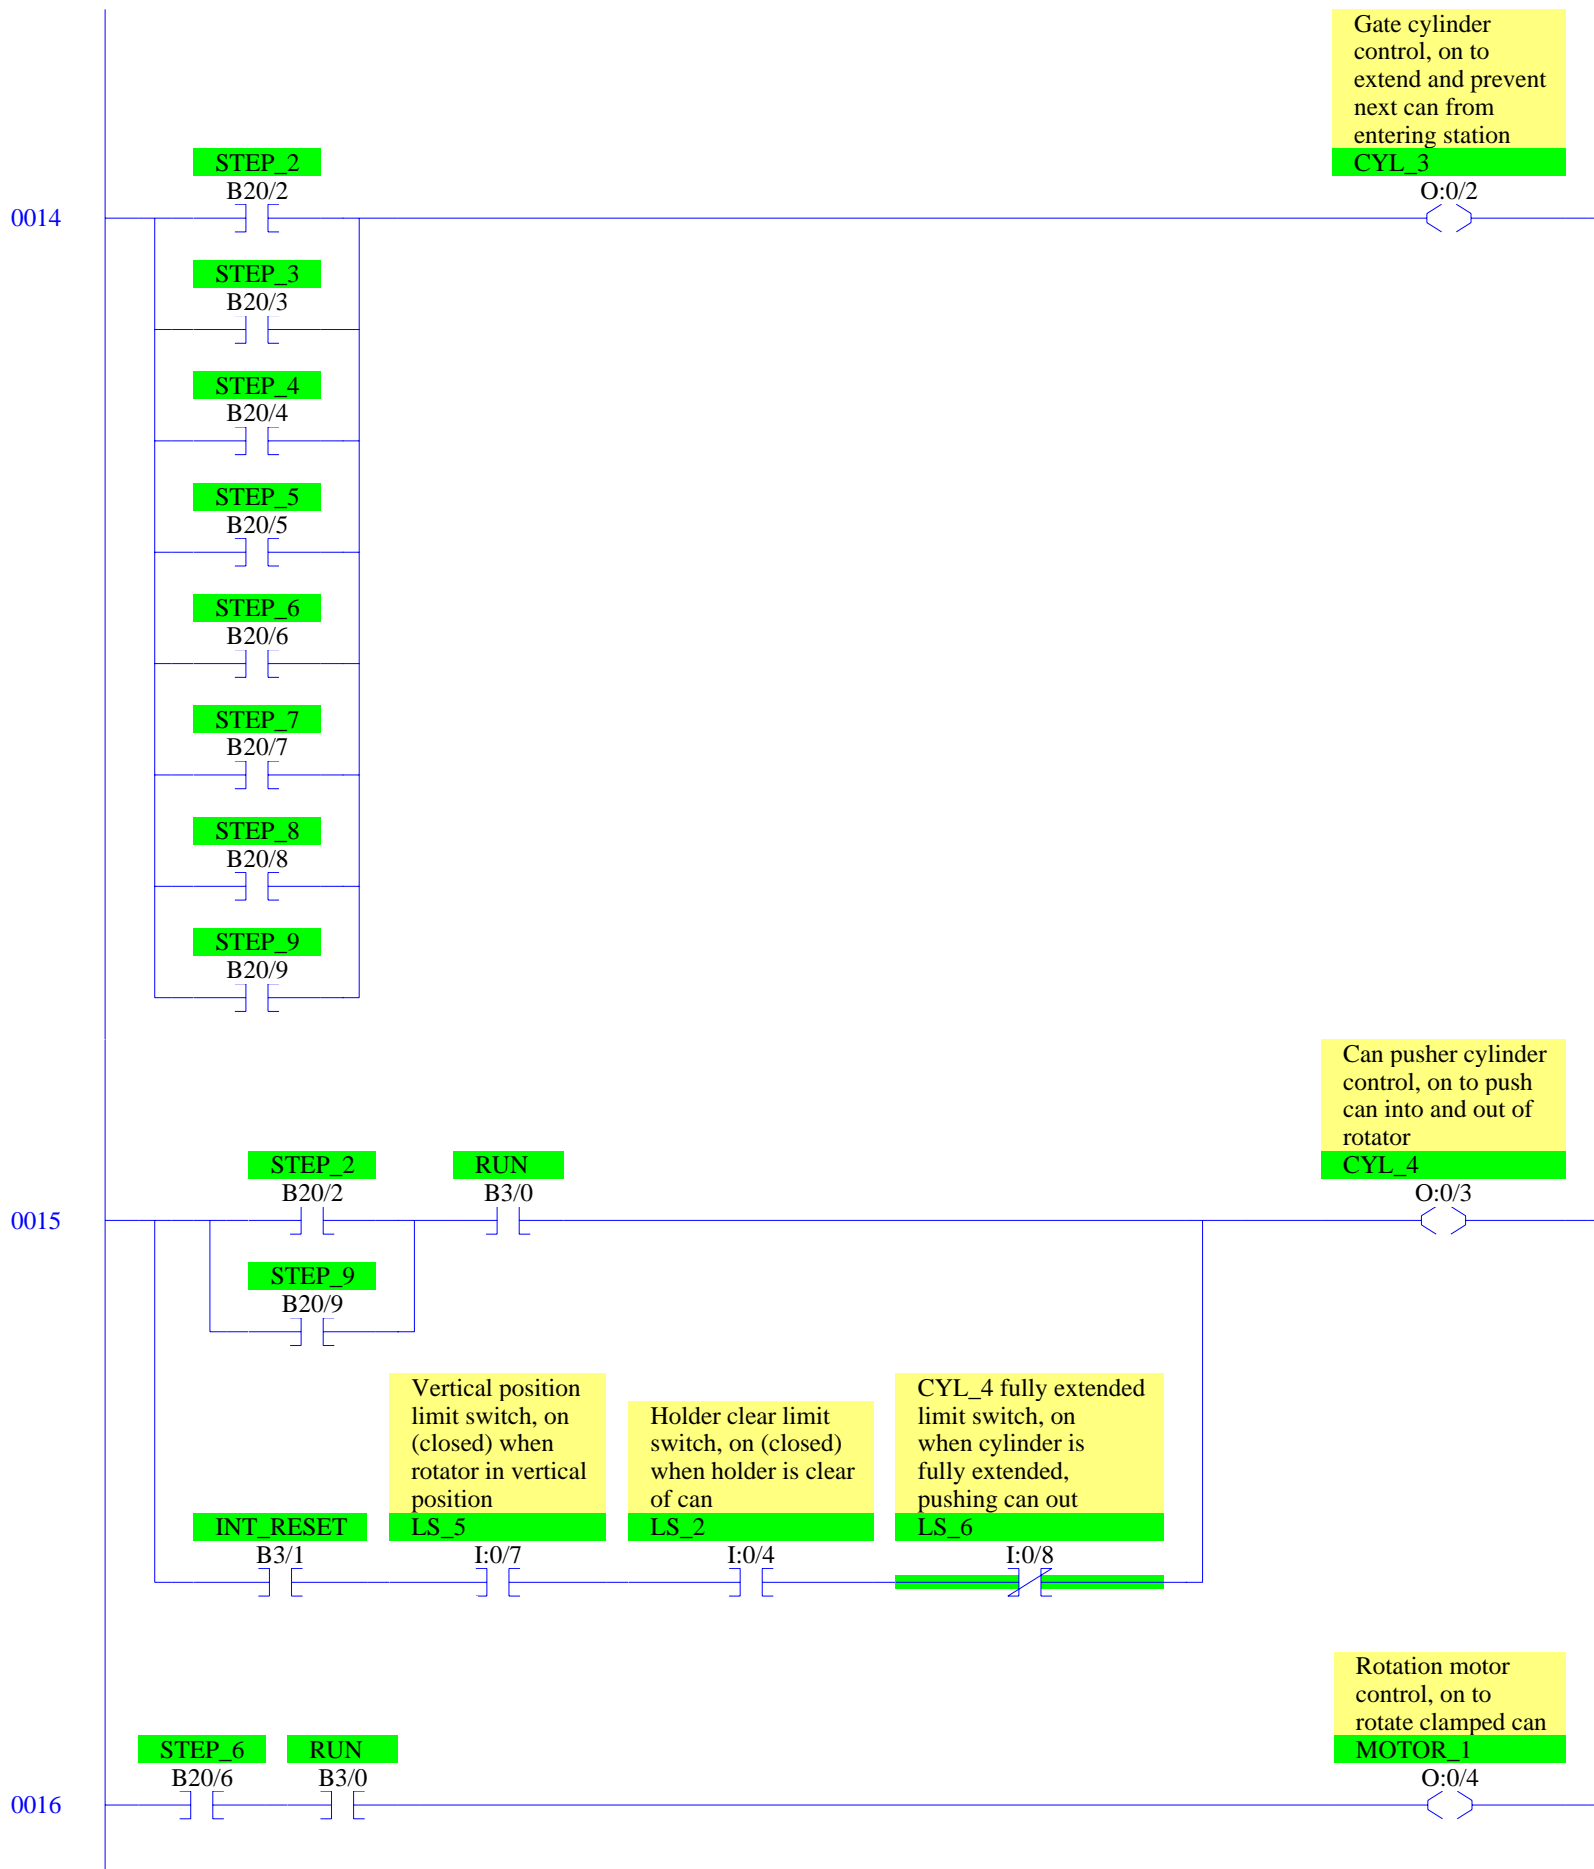 Gate cylinder
control, on to
extend and prevent
next can from
entering station
CYL_3
O:0/2
0014
STEP_2
B20/2
STEP_3
B20/3
STEP_4
B20/4
STEP_5
B20/5
STEP_6
B20/6
STEP_7
B20/7
STEP_8
B20/8
STEP_9
B20/9
Can pusher cylinder
control, on to push
can into and out of
rotator
CYL_4
O:0/3
0015
STEP_2
B20/2
RUN
B3/0
STEP_9
B20/9
INT_RESET
B3/1
Vertical position
limit switch, on
(closed) when
rotator in vertical
position
LS_5
I:0/7
Holder clear limit
switch, on (closed)
when holder is clear
of can
LS_2
I:0/4
CYL_4 fully extended
limit switch, on
when cylinder is
fully extended,
pushing can out
LS_6
I:0/8
Rotation motor
control, on to
rotate clamped can
MOTOR_1
O:0/4
0016
STEP_6
B20/6
RUN
B3/0